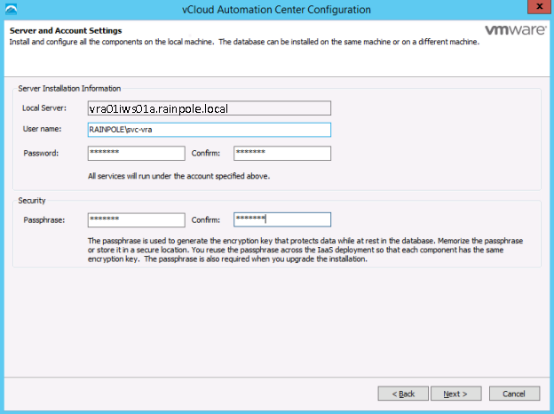 vCloud Automation Center Configuration
x
Server and Account Settings
Install and configure all the components on the local machine. The database can be installed on the same machine or on a different machine.
vmware
Server Installation Information
Local Server: vra01iws01a.rainpole.local
User name: RAINPOLE\svc-vra
Password: ******* Confirm: *******
All services will run under the account specified above.
Security
Passphrase: ******* Confirm: *******
The passphrase is used to generate the encryption key that protects data while at rest in the database. Memorize the passphrase
or store it in a secure location. You reuse the passphrase across the IaaS deployment so that each component has the same
encryption key. The passphrase is also required when you upgrade the installation.
< Back Next > Cancel